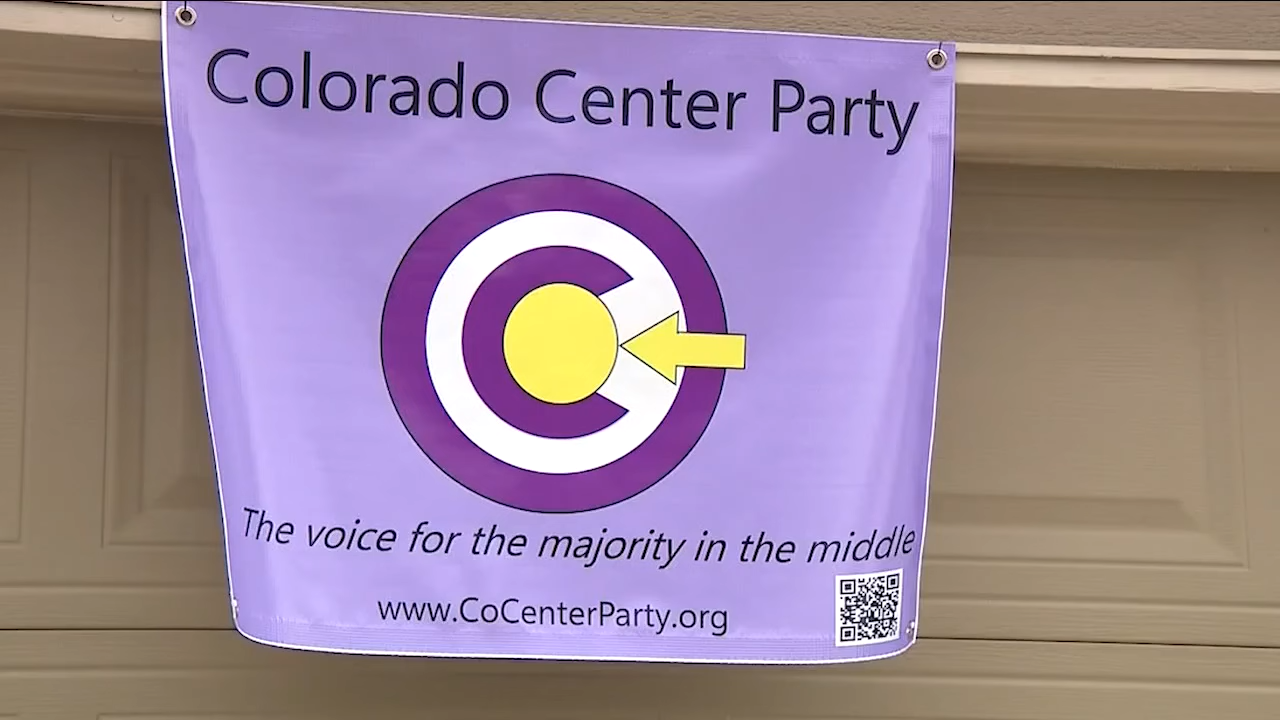 Colorado Center Party
The voice for the majority in the middle
www.CoCenterParty.org